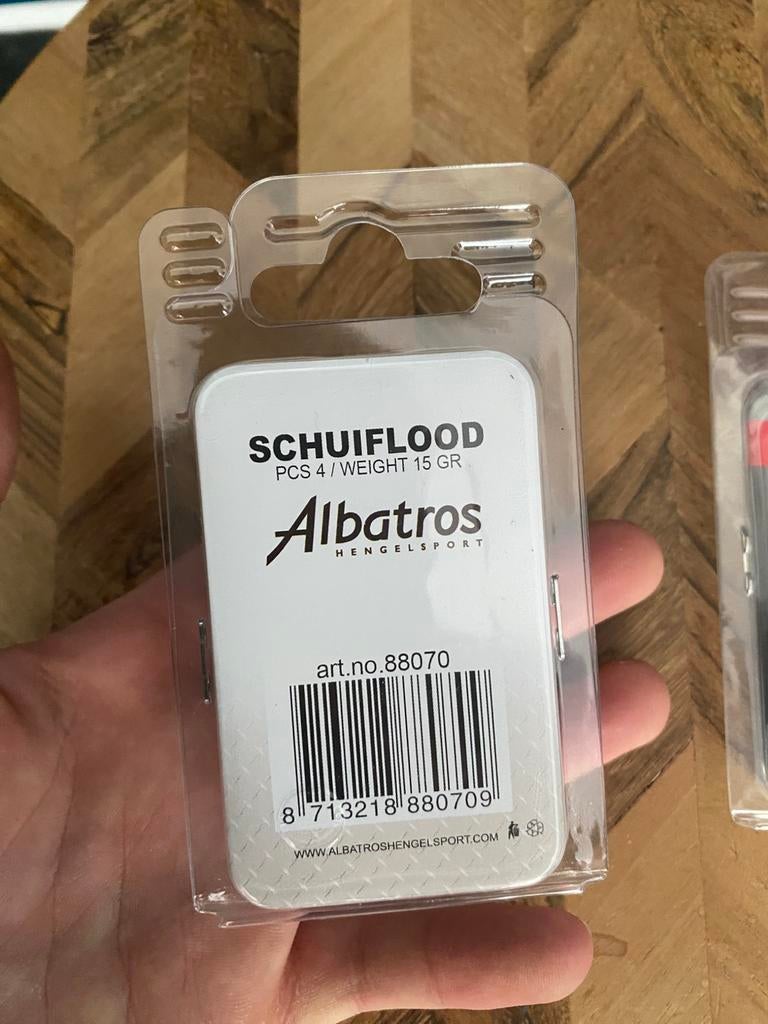 SCHUIFLOOD
PCS 4 / WEIGHT 15 GR
Albatros
HENGELSPORT
art.no.88070
8 713218 880709
WWW.ALBATROSHENGELSPORT.COM